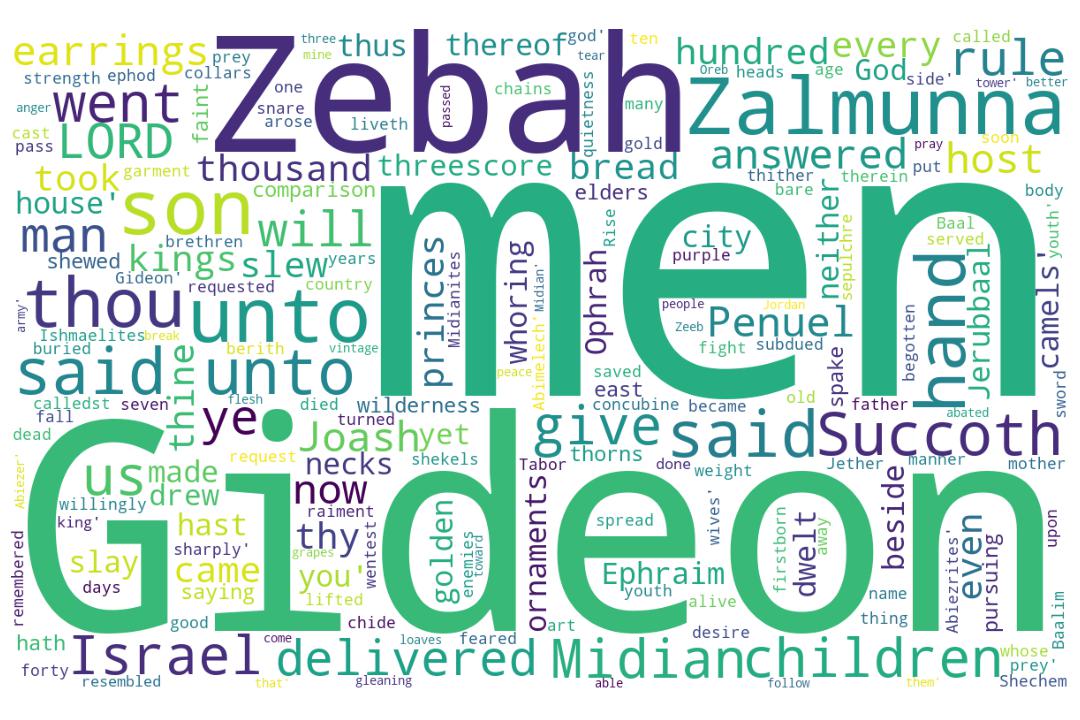 Zebah
men
Gideon
earrings
prey
three
mine
thus
thereof
god'
tear
ten
hundred
every
called
rule
strength
ephod
collars
one
snare
arose
anger
went
cast
pass
LORD
faint
liveth
passed
chains
quietness
many
gold
Oreb
heads
age
God
side'
tower'
better
Zalmunna
took
garment
thousand
threescore
bread
answered
pray
put
soon
host
thither
therein
house'
son
comparison
elders
bare
body
man
brethren
will
Rise
neither
sepulchre
youth'
shewed
kings
slew
years
city
purple
Baal
served
Gideon'
requested
country
princes
Midianites
whoring
Midian'
Ophrah
people
Jordan
hand
Jerubbaal
camels'
army'
thou
unto
Ishmaelites
break
buried
berith
vintage
Zeeb
Penuel
fight
subdued
begotten
said
unto
peace
Abimelech'
saved
east
spake
sword
calledst
seven
thine
flesh
died
wilderness
concubine
became
old
father
abated
fall
ye
turned
dead
Joash
yet
give
said
Succoth
thorns
request
necks
shekels
Tabor
done
weight
Jether
manner
mother
Abiezer'
us
made
drew
willingly
now
raiment
king'
hast
thy
wentest
golden
enemies
toward
ornaments
spread
wives'
firstborn
away
dwelt
beside
even
pursuing
upon
sharply'
grapes
slay
came
you'
Ephraim
youth
alive
remembered
days
saying
lifted
name
Abiezrites'
good
chide
art
thing
Baalim
hath
Israel
come
delivered
loaves
feared
desire
Midian
children
whose
prey'
forty
resembled
that'
gleaning
able
follow
them'
Shechem